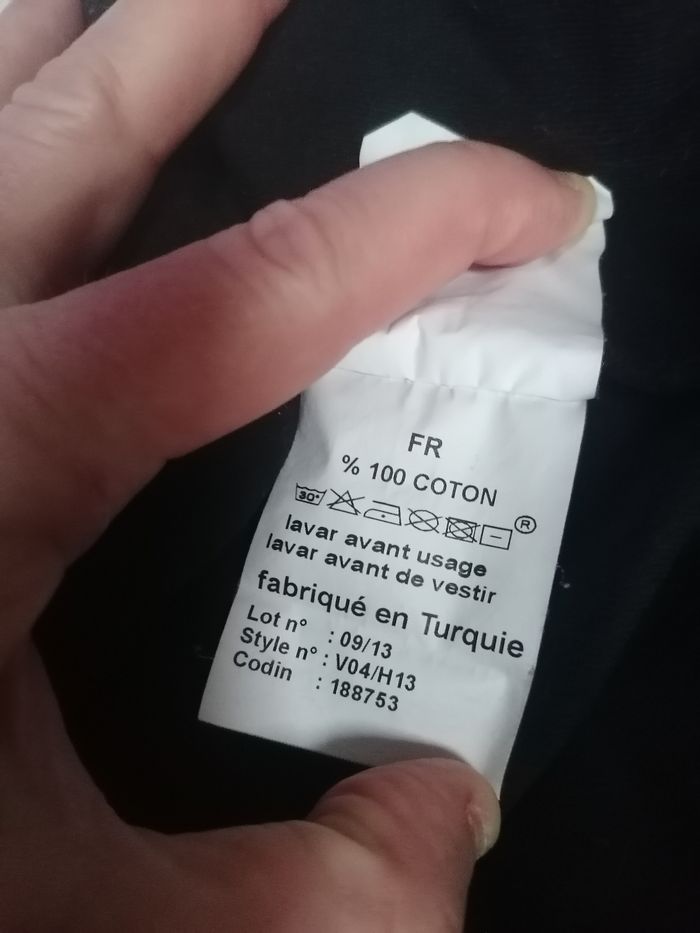 FR
% 100 COTON
30°
®
lavar avant usage
lavar avant de vestir
fabriqué en Turquie
Lot n° : 09/13
Style n° : V04/H13
Codin : 188753